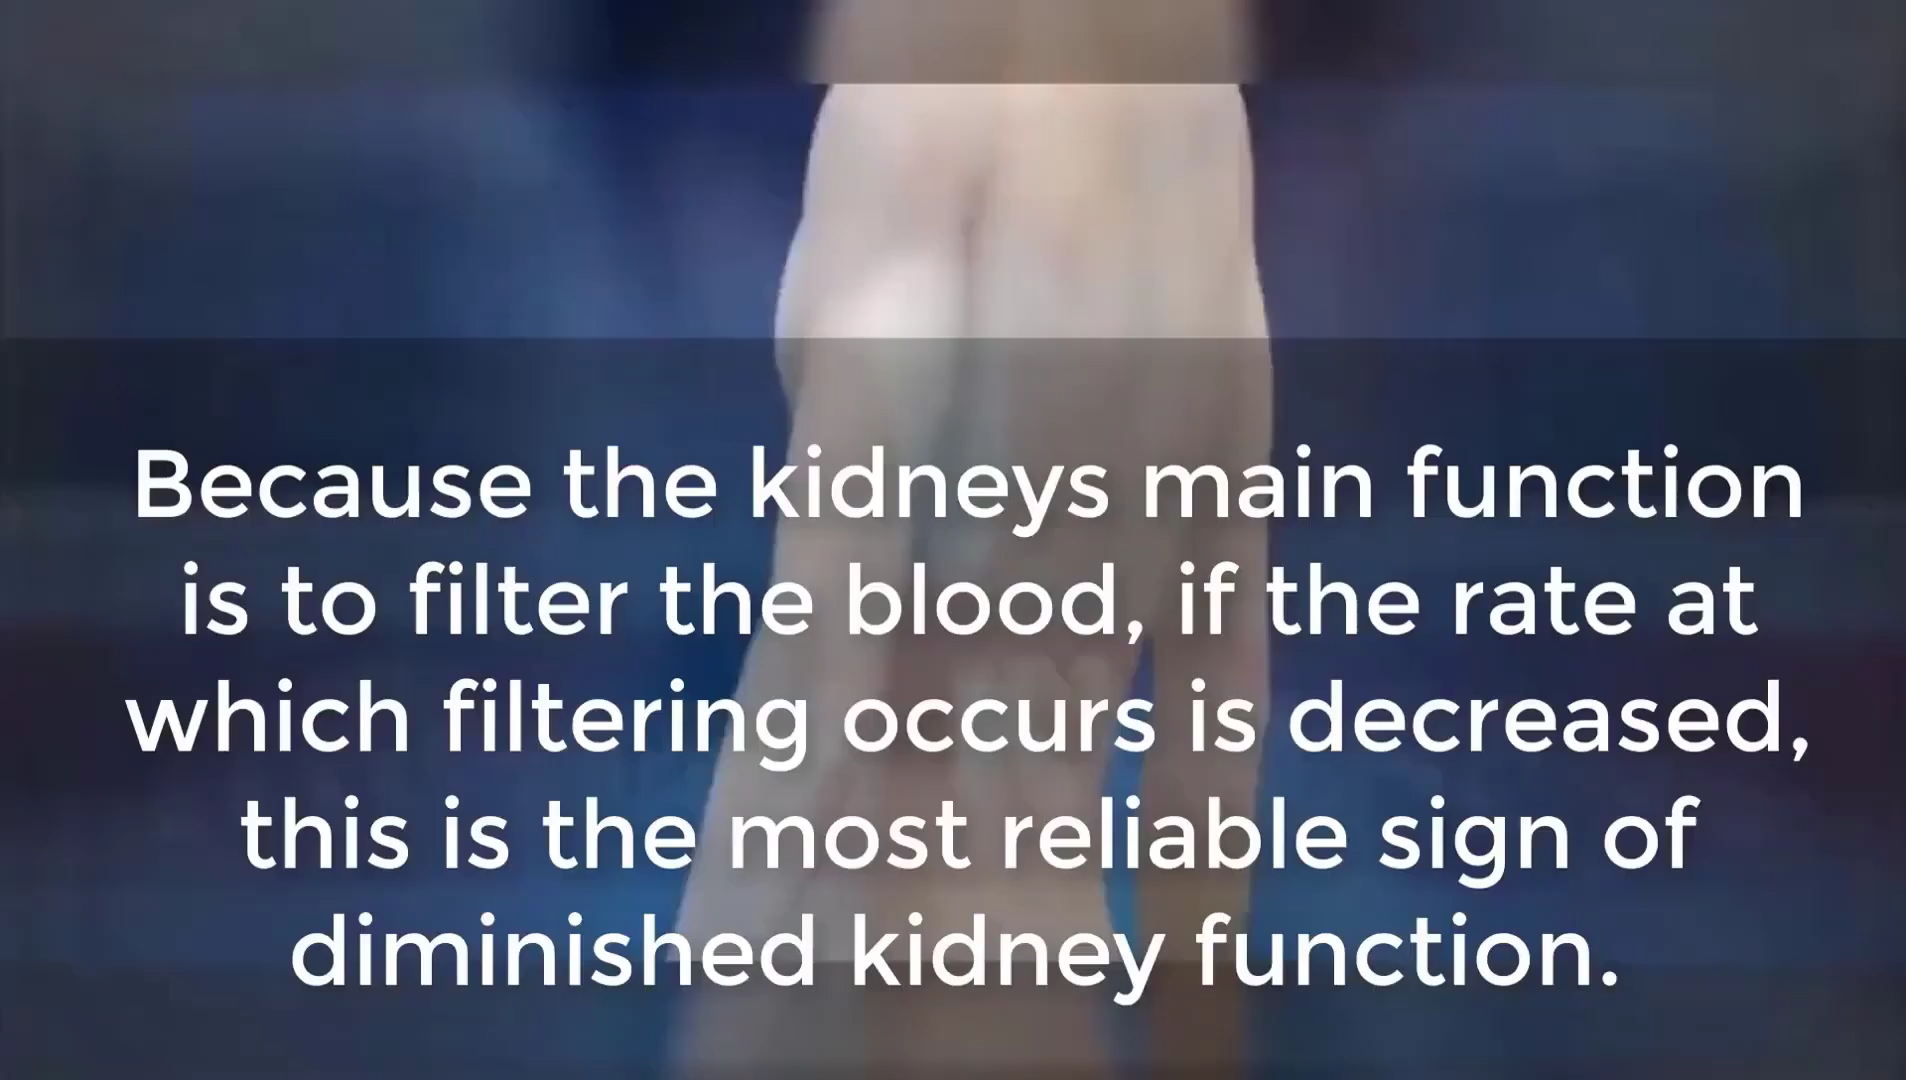 Because the kidneys main function
is to filter the blood, if the rate at
which filtering occurs is decreased,
this is the most reliable sign of
diminished kidney function.